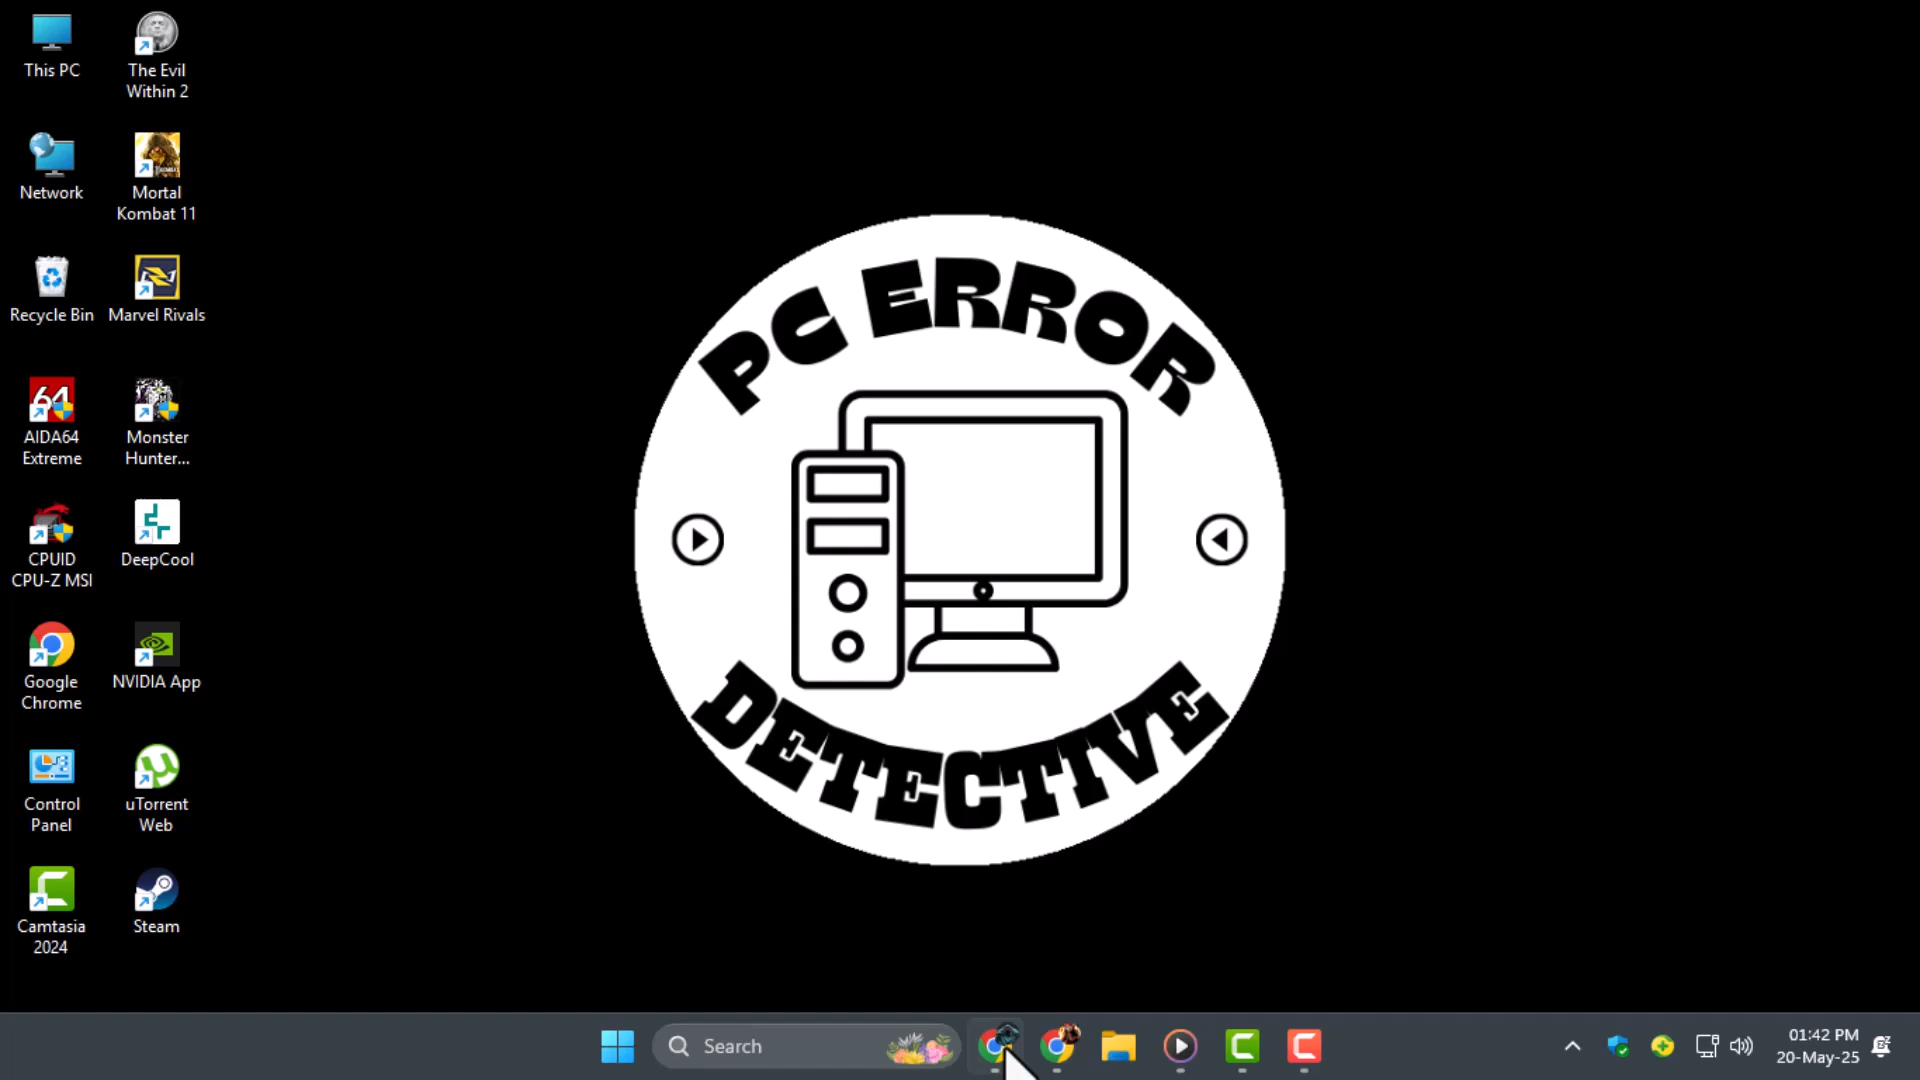 This PC
The Evil
Within 2
Network
Mortal
Kombat 11
Recycle Bin
Marvel Rivals
64
AIDA64
Extreme
Monster
Hunter...
CPUID
CPU-Z MSI
DeepCool
Google
Chrome
NVIDIA App
Control
Panel
uTorrent
Web
Camtasia
2024
Steam
PC ERROR
DETECTIVE
Search
01:42 PM
20-May-25